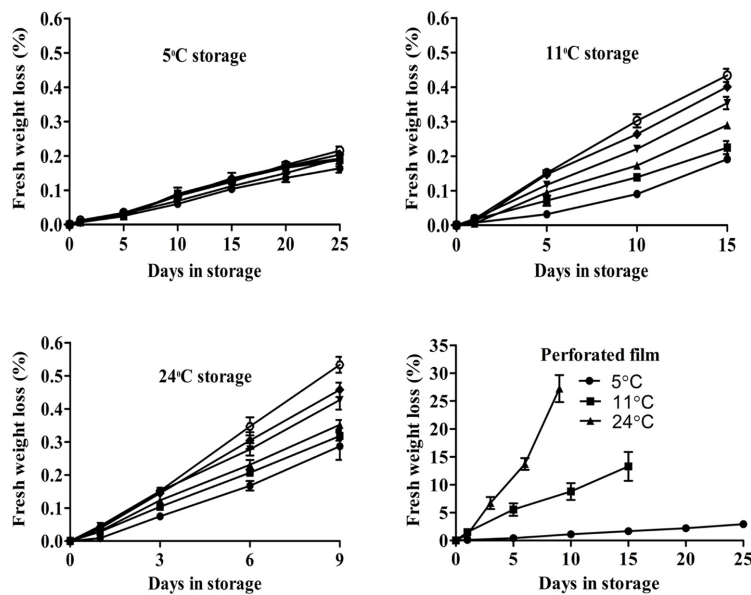 5ºC storage
Fresh weight loss (%)
0.6
0.5
0.4
0.3
0.2
0.1
0.0
0 5 10 15 20 25
Days in storage
11ºC storage
Fresh weight loss (%)
0.6
0.5
0.4
0.3
0.2
0.1
0.0
0 5 10 15
Days in storage
24ºC storage
Fresh weight loss (%)
0.6
0.5
0.4
0.3
0.2
0.1
0.0
0 3 6 9
Days in storage
Perforated film
5°C
11°C
24°C
Fresh weight loss (%)
35
30
25
20
15
10
5
0
0 5 10 15 20 25
Days in storage